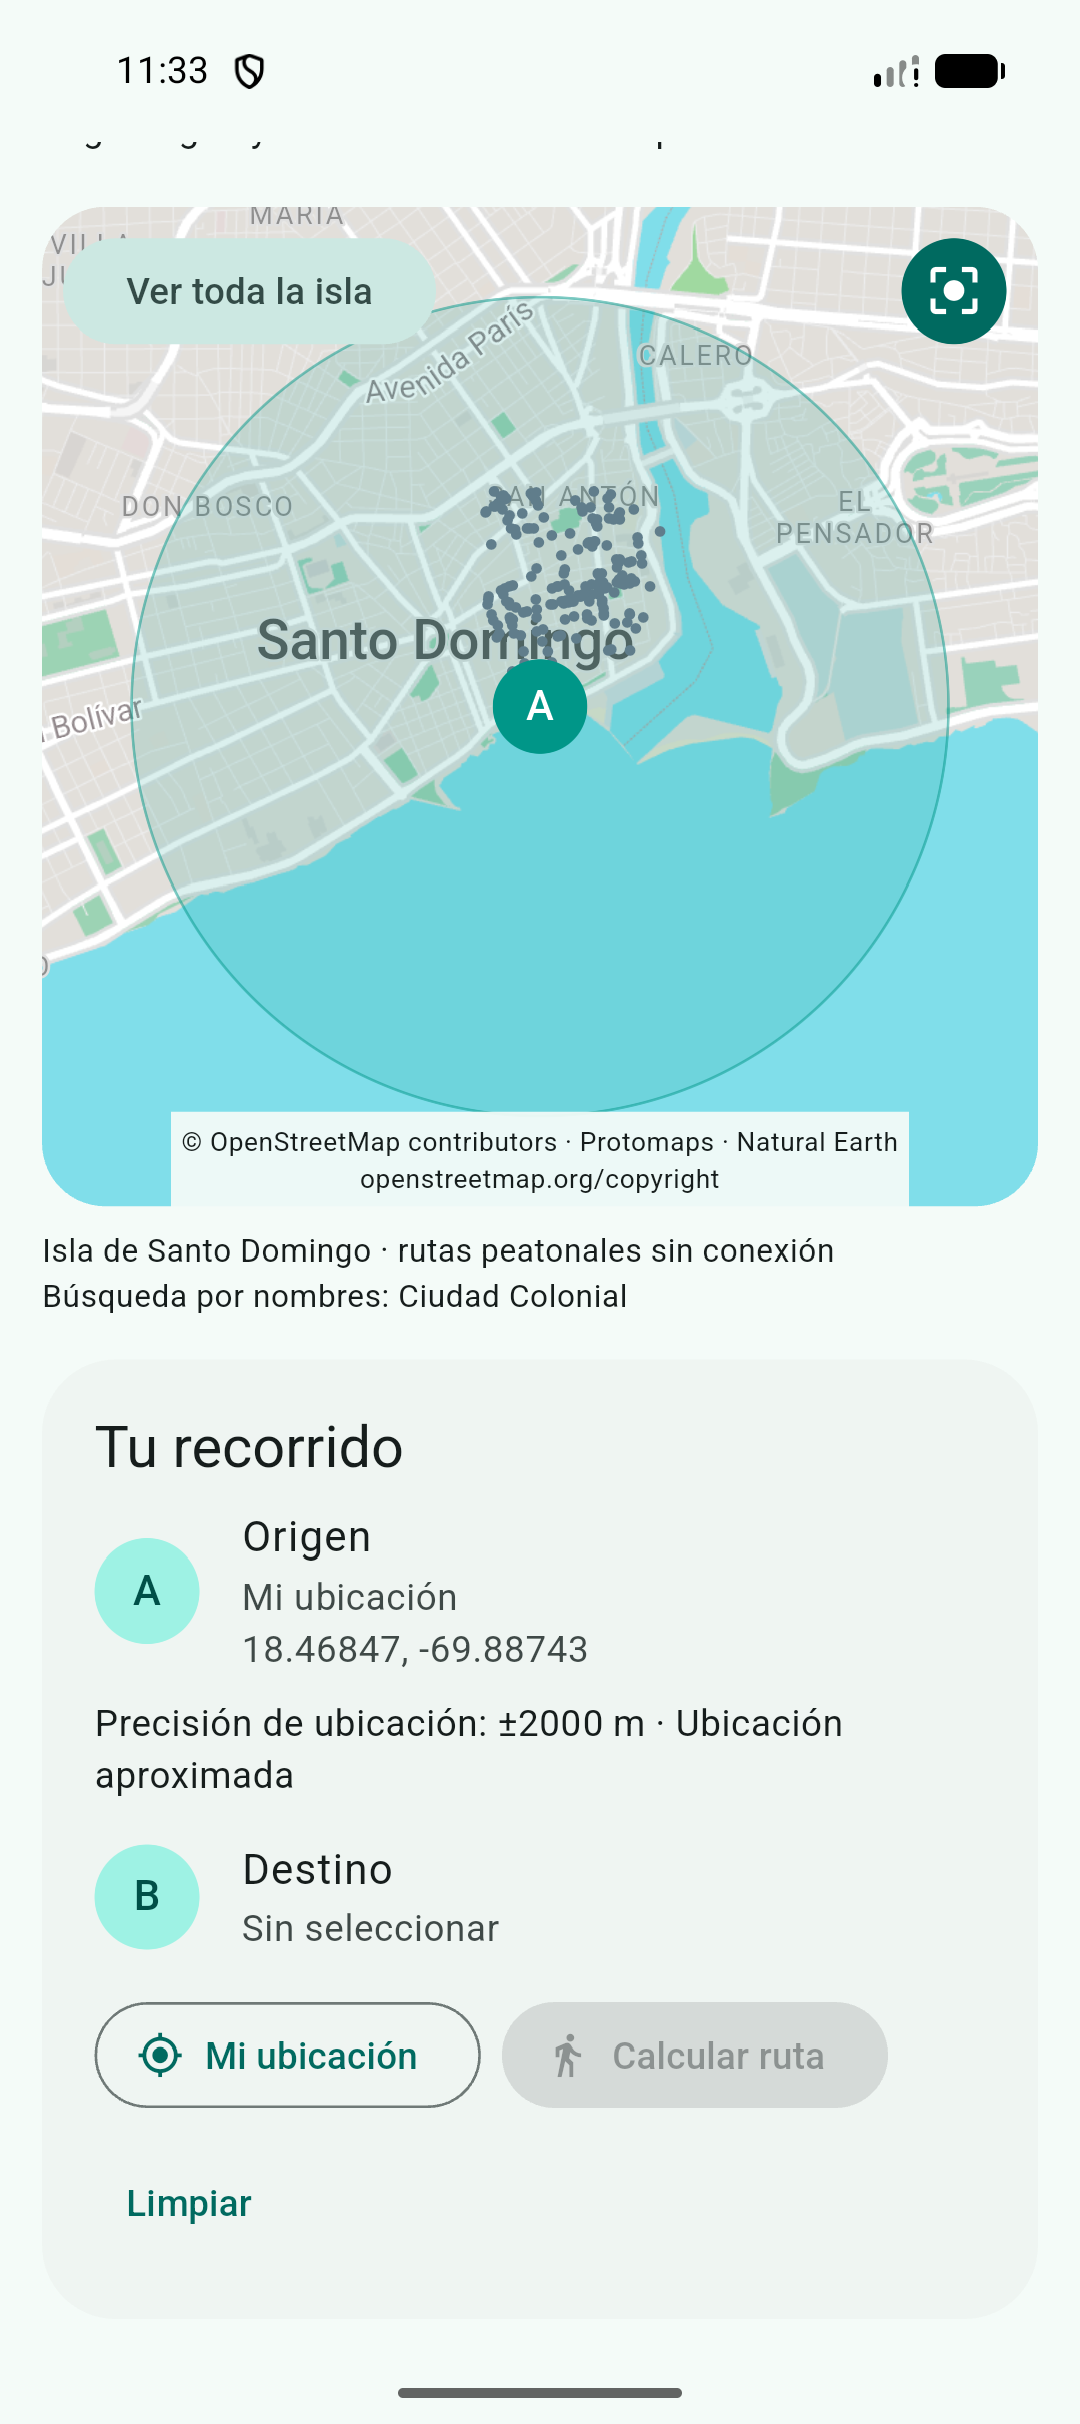 11:33
MARÍA
VILLA
Ver toda la isla
Avenida París
CALERO
DON BOSCO
SAN ANTÓN
EL
PENSADOR
Santo Domingo
Bolívar
A
© OpenStreetMap contributors · Protomaps · Natural Earth
openstreetmap.org/copyright
Isla de Santo Domingo · rutas peatonales sin conexión
Búsqueda por nombres: Ciudad Colonial
Tu recorrido
A
Origen
Mi ubicación
18.46847, -69.88743
Precisión de ubicación: ±2000 m · Ubicación
aproximada
B
Destino
Sin seleccionar
Mi ubicación
Calcular ruta
Limpiar